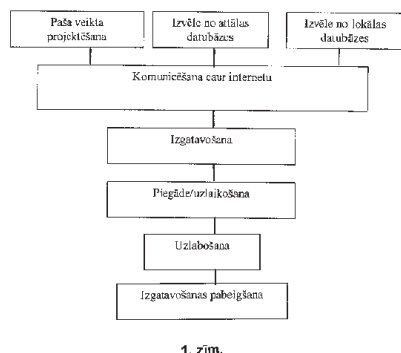 Paša veikta
projektēšana
Izvēle no attālas
datubāzes
Izvēle no lokālas
datubāzes
Komunicēšana caur internetu
Izgatavošana
Piegāde/uzlaikošana
Uzlabošana
Izgatavošanas pabeigšana
1. zīm.